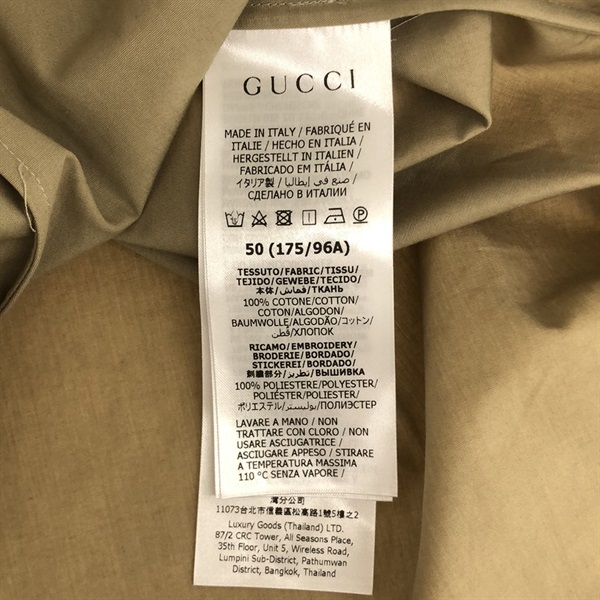 GUCCI
MADE IN ITALY / FABRIQUÉ EN
ITALIE / HECHO EN ITALIA /
HERGESTELLT IN ITALIEN /
FABRICADO EM ITÁLIA /
イタリア製 / صنع في إيطاليا /
СДЕЛАНО В ИТАЛИИ
50 (175/96A)
TESSUTO/FABRIC/TISSU/
TEJIDO/GEWEBE/TECIDO/
本体/قماش/ТКАНЬ
100% COTONE/COTTON/
COTON/ALGODON/
BAUMWOLLE/ALGODÃO/コットン/
قطن/ХЛОПОК
RICAMO/EMBROIDERY/
BRODERIE/BORDADO/
STICKEREI/BORDADO/
刺繍部分/تطريز/ВЫШИВКА
100% POLIESTERE/POLYESTER/
POLIÉSTER/POLYESTER/
ポリエステル/بوليستر/ПОЛИЭСТЕР
LAVARE A MANO / NON
TRATTARE CON CLORO / NON
USARE ASCIUGATRICE /
ASCIUGARE APPESO / STIRARE
A TEMPERATURA MASSIMA
110 °C SENZA VAPORE /
灣分公司
11073台北市信義區松高路1號5樓之2
Luxury Goods (Thailand) LTD.
87/2 CRC Tower, All Seasons Place,
35th Floor, Unit 5, Wireless Road,
Lumpini Sub-District, Pathumwan
District, Bangkok, Thailand